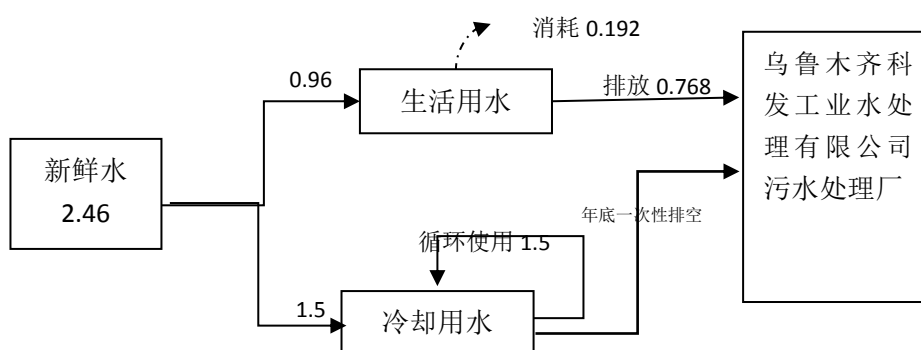 消耗 0.192
0.96
生活用水
排放 0.768
乌鲁木齐科
发工业水处
理有限公司
污水处理厂
新鲜水
2.46
年底一次性排空
循环使用 1.5
1.5
冷却用水